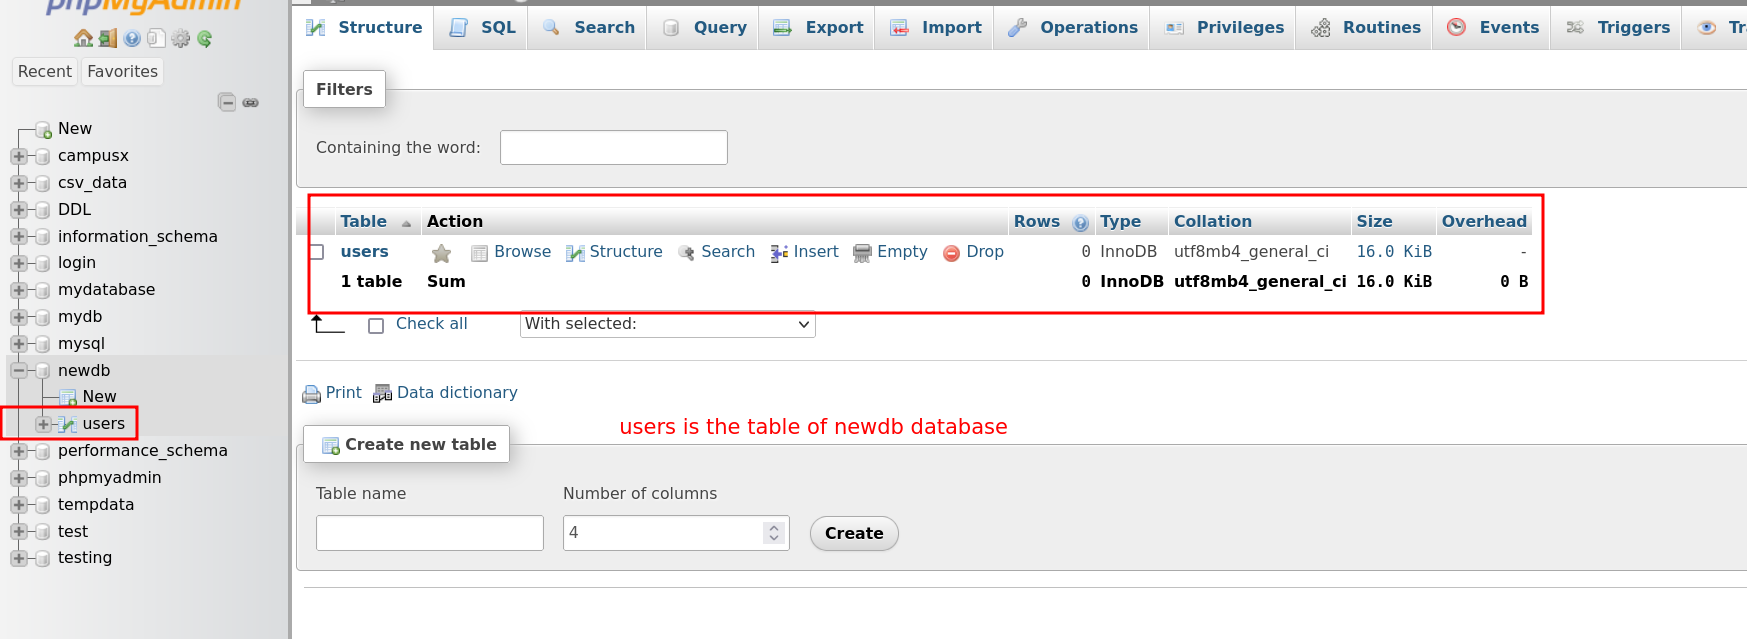 phpMyAdmin
Recent Favorites
New
campusx
csv_data
DDL
information_schema
login
mydatabase
mydb
mysql
newdb
New
users
performance_schema
phpmyadmin
tempdata
test
testing
Structure SQL Search Query Export Import Operations Privileges Routines Events Triggers
Filters
Containing the word:
Table Action Rows Type Collation Size Overhead
users Browse Structure Search Insert Empty Drop 0 InnoDB utf8mb4_general_ci 16.0 KiB -
1 table Sum 0 InnoDB utf8mb4_general_ci 16.0 KiB 0 B
Check all With selected:
Print Data dictionary
users is the table of newdb database
Create new table
Table name Number of columns
4 Create